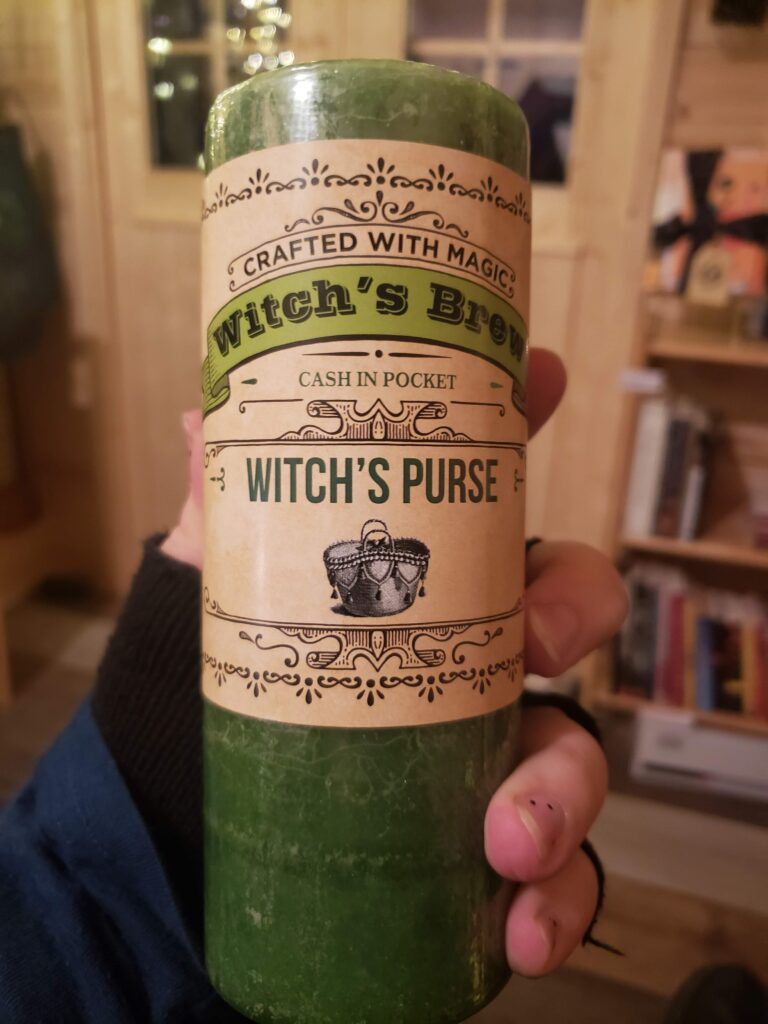 CRAFTED WITH MAGIC
Witch's Brew
CASH IN POCKET
WITCH'S PURSE